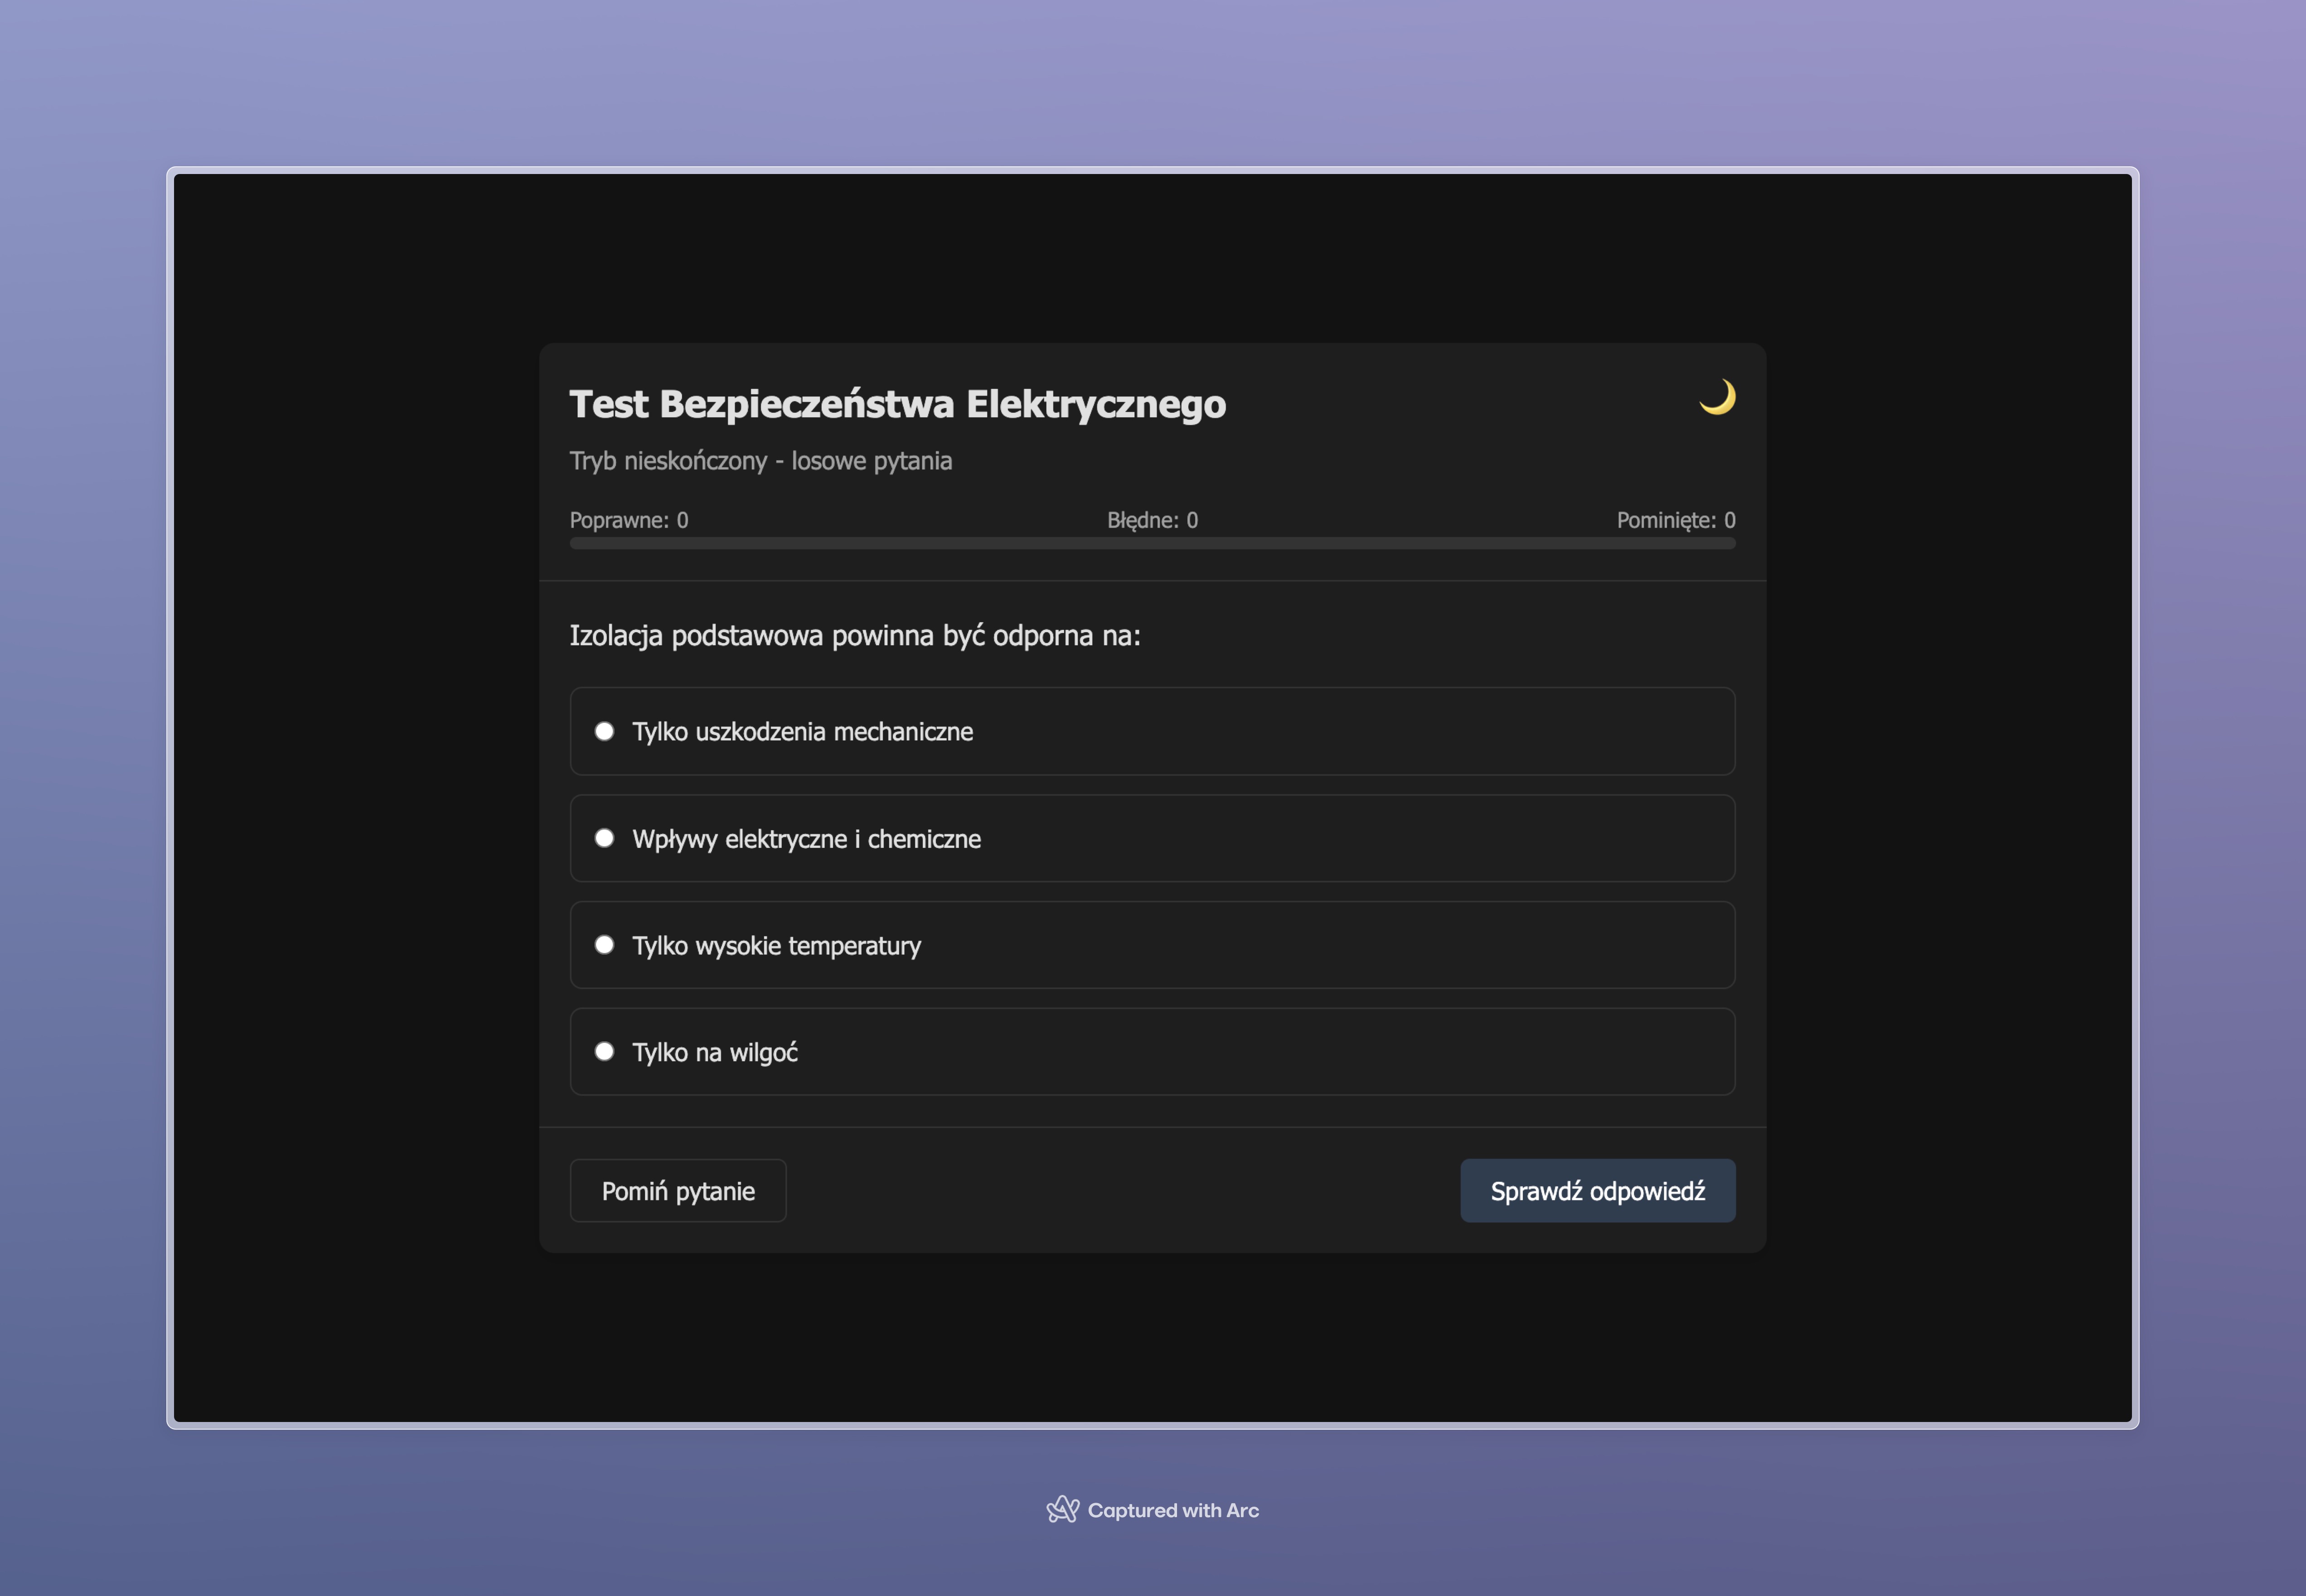 Test Bezpieczeństwa Elektrycznego
Tryb nieskończony - losowe pytania
Poprawne: 0
Błędne: 0
Pominięte: 0
Izolacja podstawowa powinna być odporna na:
Tylko uszkodzenia mechaniczne
Wpływy elektryczne i chemiczne
Tylko wysokie temperatury
Tylko na wilgoć
Pomiń pytanie
Sprawdź odpowiedź
Captured with Arc